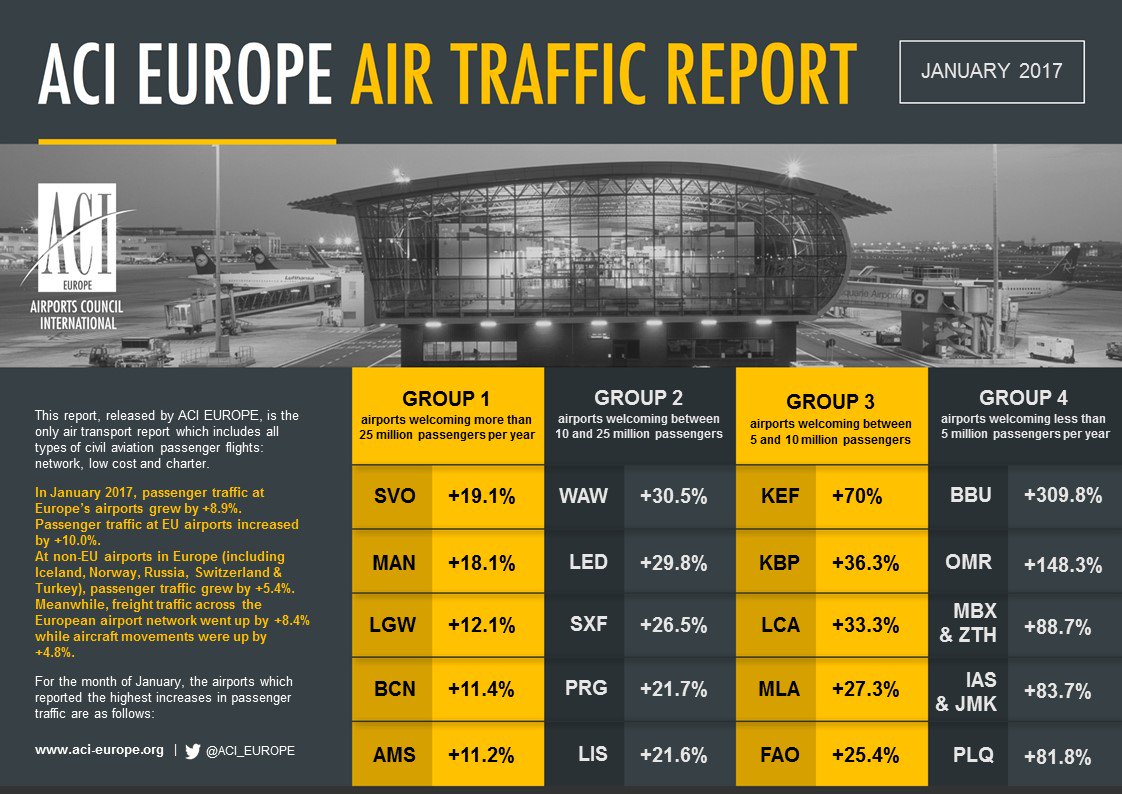 ACI EUROPE AIR TRAFFIC REPORT
JANUARY 2017
ACI
EUROPE
AIRPORTS COUNCIL
INTERNATIONAL
Lufthansa
This report, released by ACI EUROPE, is the
only air transport report which includes all
types of civil aviation passenger flights:
network, low cost and charter.
In January 2017, passenger traffic at
Europe's airports grew by +8.9%.
Passenger traffic at EU airports increased
by +10.0%.
At non-EU airports in Europe (including
Iceland, Norway, Russia, Switzerland &
Turkey), passenger traffic grew by +5.4%.
Meanwhile, freight traffic across the
European airport network went up by +8.4%
while aircraft movements were up by
+4.8%.
For the month of January, the airports which
reported the highest increases in passenger
traffic are as follows:
www.aci-europe.org | @ACI_EUROPE
GROUP 1
airports welcoming more than
25 million passengers per year
SVO +19.1%
MAN +18.1%
LGW +12.1%
BCN +11.4%
AMS +11.2%
GROUP 2
airports welcoming between
10 and 25 million passengers
WAW +30.5%
LED +29.8%
SXF +26.5%
PRG +21.7%
LIS +21.6%
GROUP 3
airports welcoming between
5 and 10 million passengers
KEF +70%
KBP +36.3%
LCA +33.3%
MLA +27.3%
FAO +25.4%
GROUP 4
airports welcoming less than
5 million passengers per year
BBU +309.8%
OMR +148.3%
MBX
& ZTH +88.7%
IAS
& JMK +83.7%
PLQ +81.8%